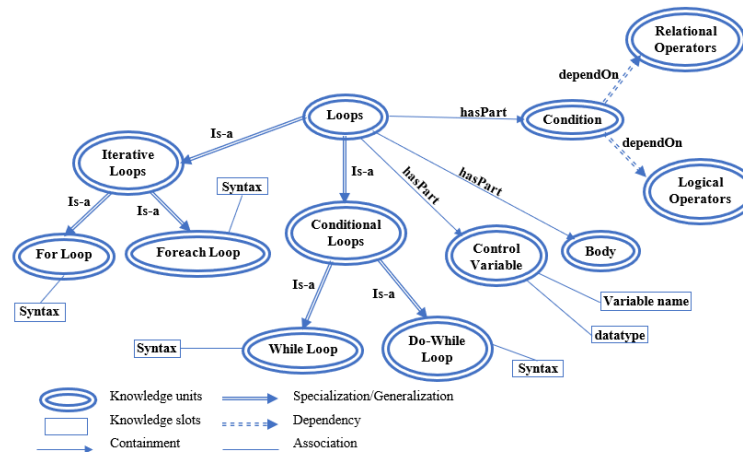 Relational
Operators
dependOn
Loops
hasPart
Condition
Is-a
dependOn
Iterative
Loops
Syntax
Is-a
hasPart
hasPart
Logical
Operators
Is-a
Is-a
Conditional
Loops
Control
Variable
Body
For Loop
Foreach Loop
Is-a
Is-a
Variable name
Syntax
datatype
Syntax
While Loop
Do-While
Loop
Syntax
Knowledge units
Specialization/Generalization
Knowledge slots
Dependency
Containment
Association